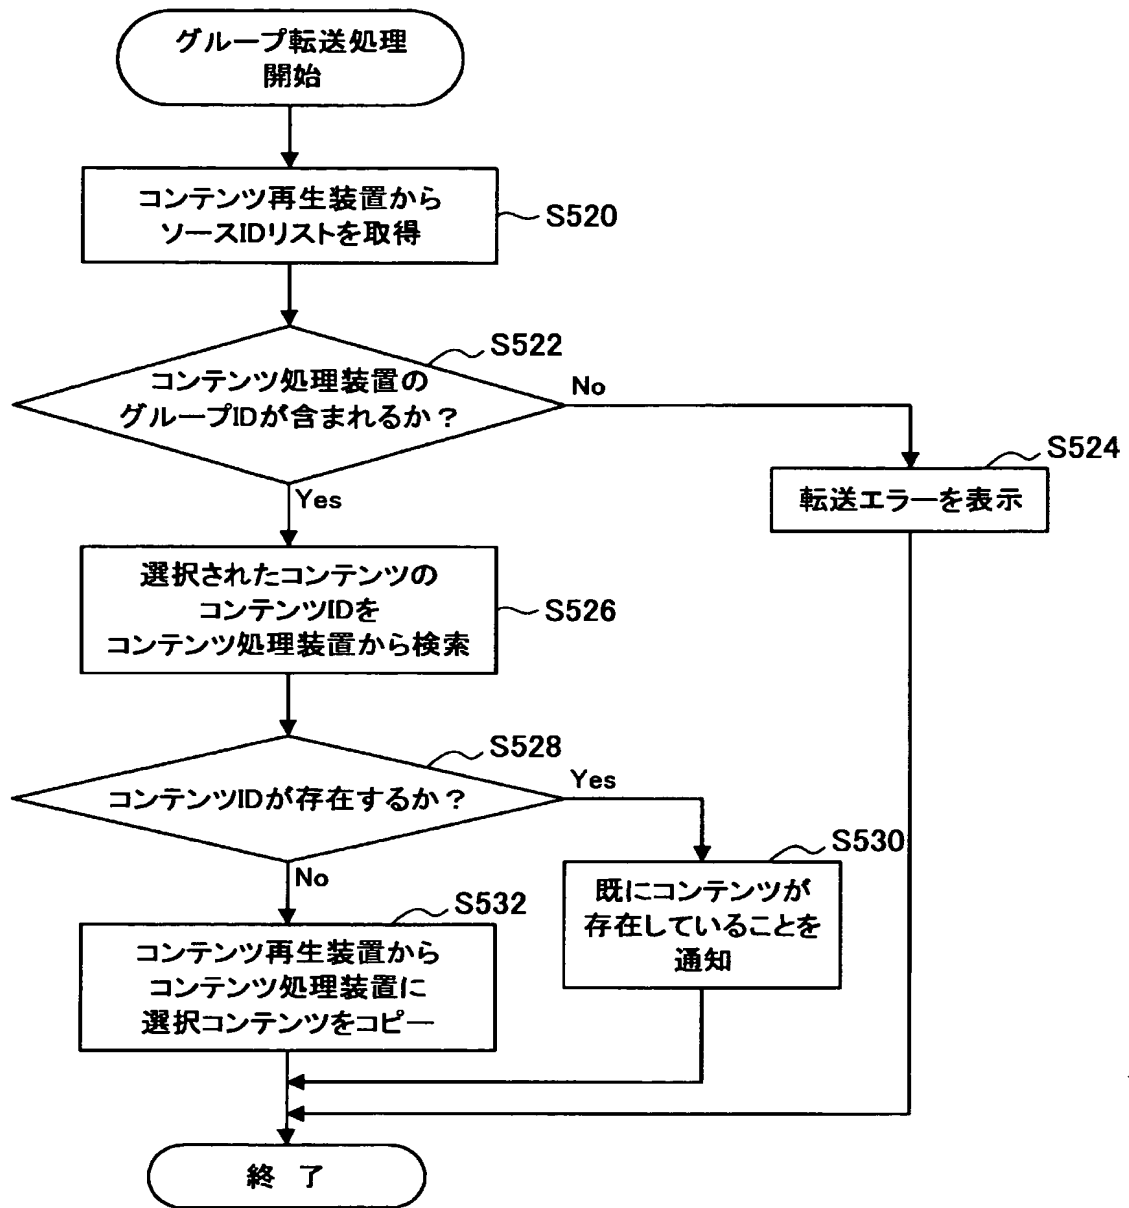 グループ転送処理
開始
コンテンツ再生装置から
ソースIDリストを取得
S520
S522
コンテンツ処理装置の
グループIDが含まれるか？
No
Yes
S524
転送エラーを表示
選択されたコンテンツの
コンテンツIDを
コンテンツ処理装置から検索
S526
S528
コンテンツIDが存在するか？
Yes
No
S530
既にコンテンツが
存在していることを
通知
S532
コンテンツ再生装置から
コンテンツ処理装置に
選択コンテンツをコピー
終 了